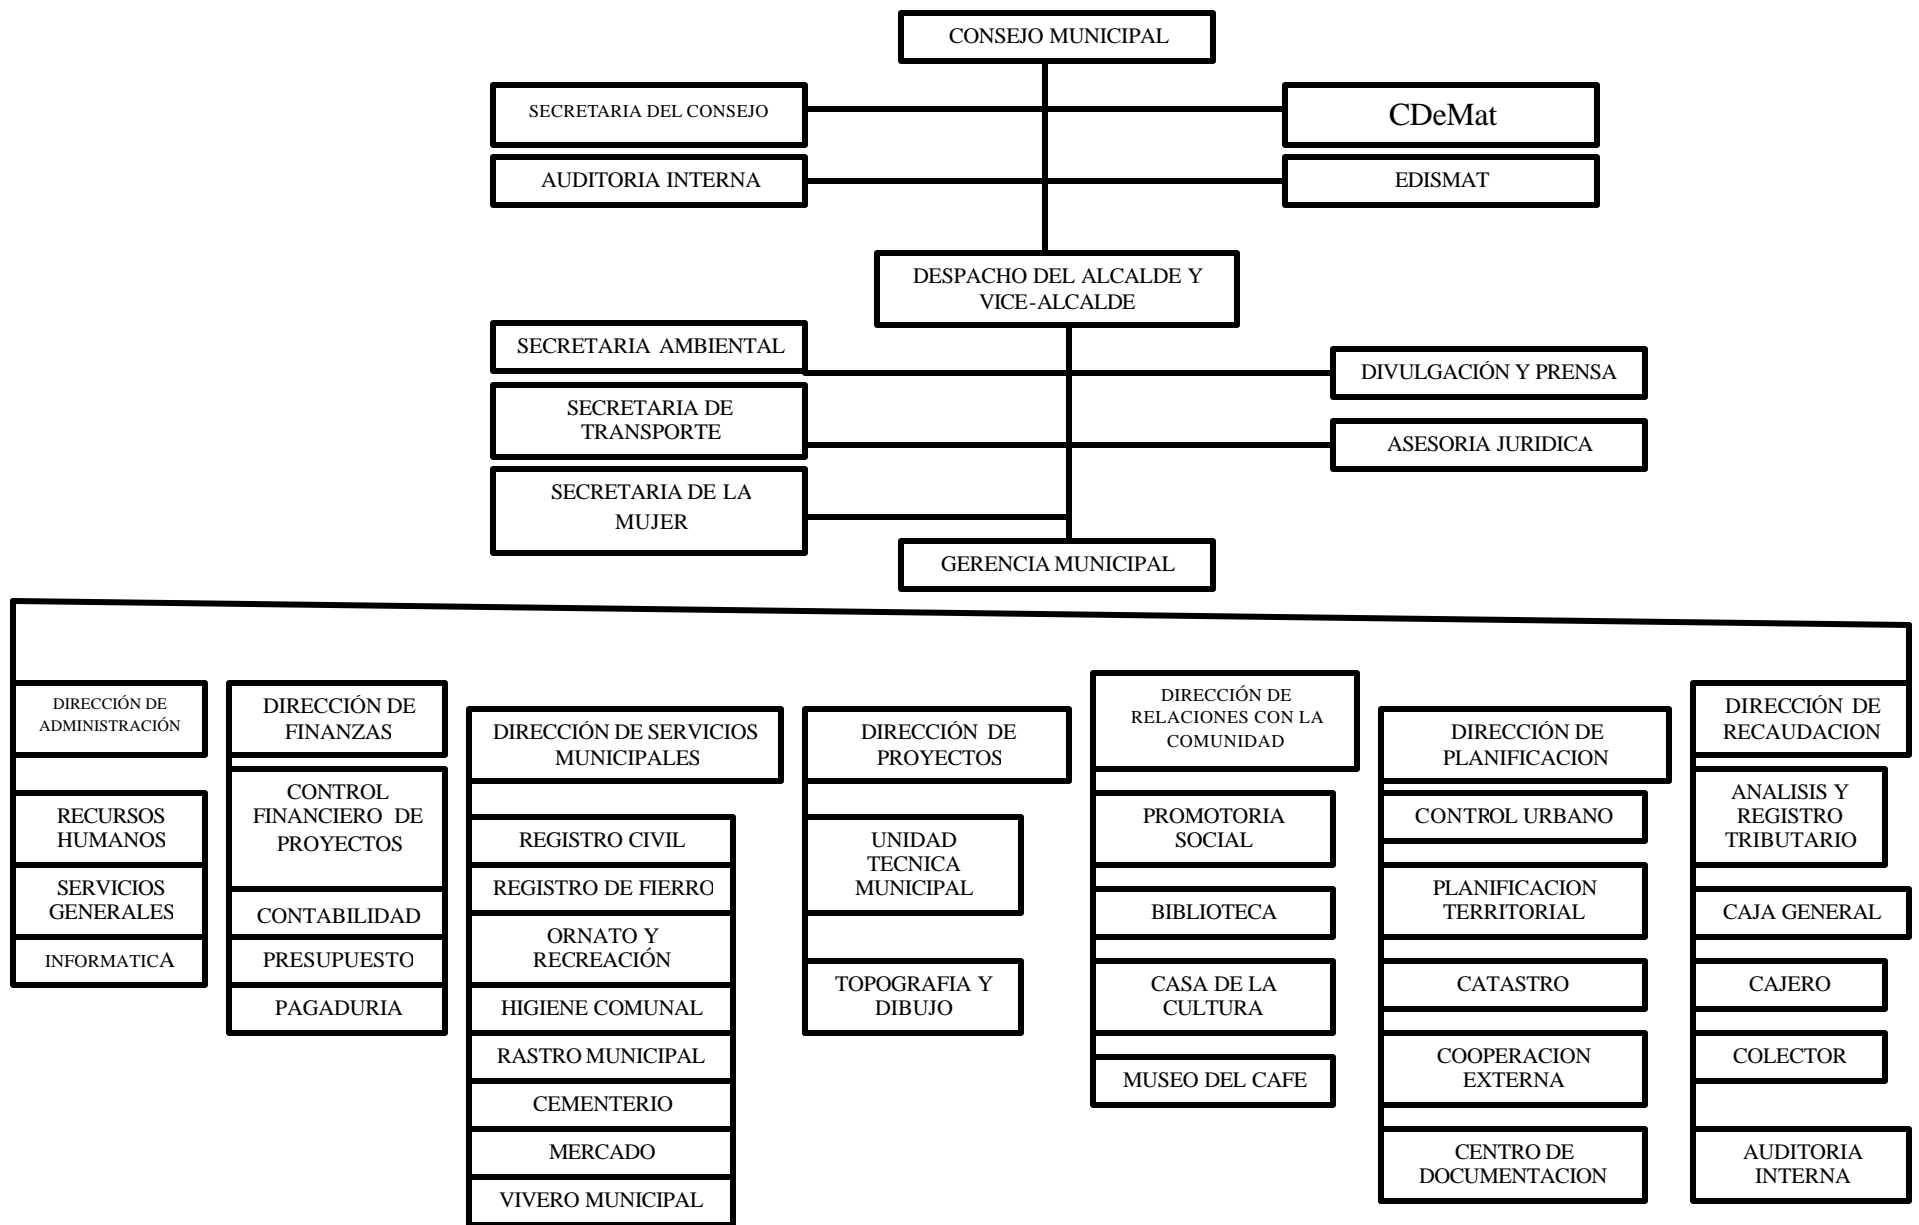 CONSEJO MUNICIPAL
SECRETARIA DEL CONSEJO
CDeMat
AUDITORIA INTERNA
EDISMAT
DESPACHO DEL ALCALDE Y
VICE-ALCALDE
SECRETARIA AMBIENTAL
DIVULGACIÓN Y PRENSA
SECRETARIA DE
TRANSPORTE
ASESORIA JURIDICA
SECRETARIA DE LA
MUJER
GERENCIA MUNICIPAL
DIRECCIÓN DE
ADMINISTRACIÓN
RECURSOS
HUMANOS
SERVICIOS
GENERALES
INFORMATICA
DIRECCIÓN DE
FINANZAS
CONTROL
FINANCIERO DE
PROYECTOS
CONTABILIDAD
PRESUPUESTO
PAGADURIA
DIRECCIÓN DE SERVICIOS
MUNICIPALES
REGISTRO CIVIL
REGISTRO DE FIERRO
ORNATO Y
RECREACIÓN
HIGIENE COMUNAL
RASTRO MUNICIPAL
CEMENTERIO
MERCADO
VIVERO MUNICIPAL
DIRECCIÓN DE
PROYECTOS
UNIDAD
TECNICA
MUNICIPAL
TOPOGRAFIA Y
DIBUJO
DIRECCIÓN DE
RELACIONES CON LA
COMUNIDAD
PROMOTORIA
SOCIAL
BIBLIOTECA
CASA DE LA
CULTURA
MUSEO DEL CAFE
DIRECCIÓN DE
PLANIFICACION
CONTROL URBANO
PLANIFICACION
TERRITORIAL
CATASTRO
COOPERACION
EXTERNA
CENTRO DE
DOCUMENTACION
DIRECCIÓN DE
RECAUDACION
ANALISIS Y
REGISTRO
TRIBUTARIO
CAJA GENERAL
CAJERO
COLECTOR
AUDITORIA
INTERNA